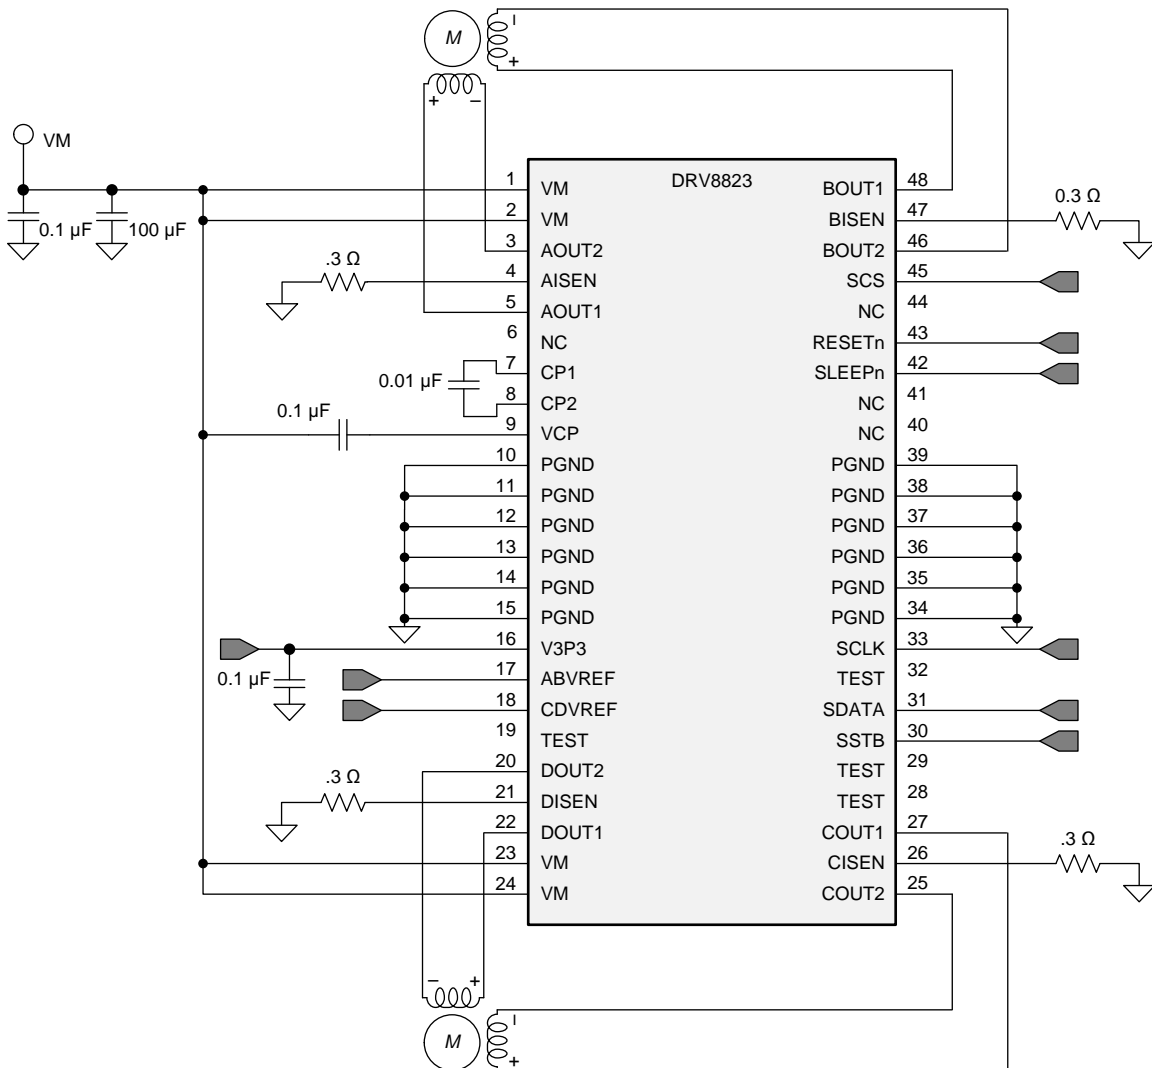 M
–
+
+ –
VM
0.1 µF
100 µF
DRV8823
1 VM BOUT1 48
2 VM BISEN 47 0.3 Ω
3 AOUT2 BOUT2 46
.3 Ω 4 AISEN SCS 45
5 AOUT1 NC 44
6 NC RESETn 43
7 CP1 SLEEPn 42
0.01 µF
8 CP2 NC 41
0.1 µF 9 VCP NC 40
10 PGND PGND 39
11 PGND PGND 38
12 PGND PGND 37
13 PGND PGND 36
14 PGND PGND 35
15 PGND PGND 34
16 V3P3 SCLK 33
0.1 µF 17 ABVREF TEST 32
18 CDVREF SDATA 31
19 TEST SSTB 30
20 DOUT2 TEST 29
.3 Ω 21 DISEN TEST 28
22 DOUT1 COUT1 27
23 VM CISEN 26 .3 Ω
24 VM COUT2 25
– +
–
M
+